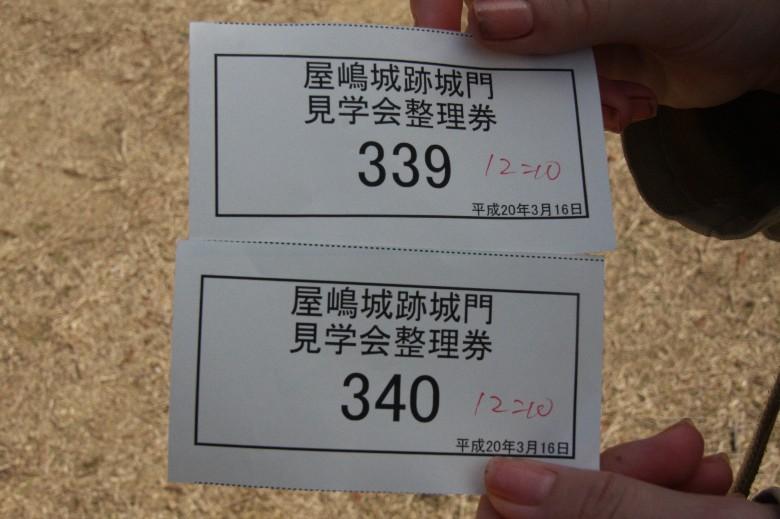 屋嶋城跡城門
見学会整理券
339 12=10
平成20年3月16日
屋嶋城跡城門
見学会整理券
340 12=10
平成20年3月16日